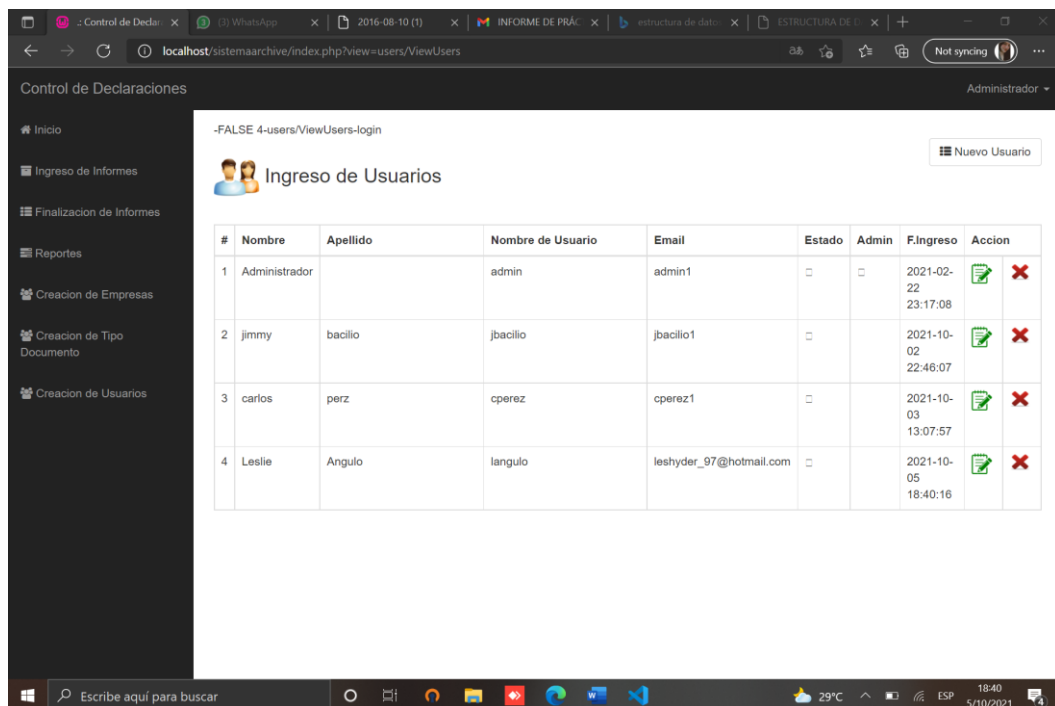 .: Control de Declar
(3) WhatsApp
2016-08-10 (1)
INFORME DE PRÁC
estructura de datos
ESTRUCTURA DE D
localhost/sistemaarchive/index.php?view=users/ViewUsers
Not syncing
Control de Declaraciones
Administrador
Inicio
Ingreso de Informes
Finalizacion de Informes
Reportes
Creacion de Empresas
Creacion de Tipo
Documento
Creacion de Usuarios
-FALSE 4-users/ViewUsers-login
Nuevo Usuario
Ingreso de Usuarios
# Nombre Apellido Nombre de Usuario Email Estado Admin F.Ingreso Accion
1 Administrador admin admin1 2021-02-
22
23:17:08
2 jimmy bacilio jbacilio jbacilio1 2021-10-
02
22:46:07
3 carlos perz cperez cperez1 2021-10-
03
13:07:57
4 Leslie Angulo langulo leshyder_97@hotmail.com 2021-10-
05
18:40:16
Escribe aquí para buscar
29°C
ESP
18:40
5/10/2021
4